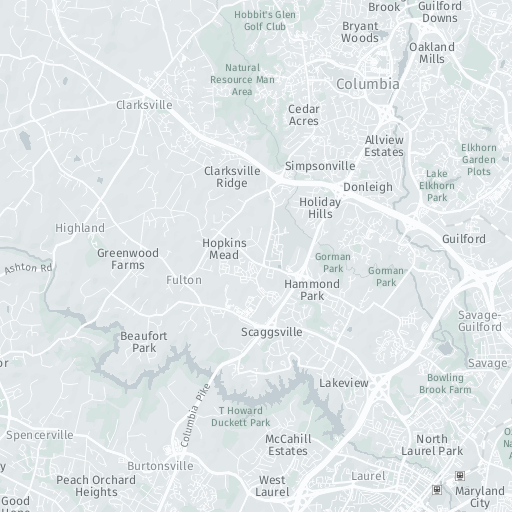 Brook
Guilford
Downs
Hobbit's Glen
Golf Club
Bryant
Woods
Oakland
Mills
Natural
Resource Man
Area
Columbia
Clarksville
Cedar
Acres
Allview
Estates
Elkhorn
Garden
Plots
Simpsonville
Clarksville
Ridge
Lake
Elkhorn
Park
Donleigh
Holiday
Hills
Highland
Hopkins
Mead
Guilford
Greenwood
Farms
Ashton Rd
Gorman
Park
Gorman
Park
Fulton
Hammond
Park
Savage-
Guilford
Scaggsville
Beaufort
Park
or
Savage
Lakeview
Bowling
Brook Farm
Columbia Pike
T Howard
Duckett Park
Spencerville
McCahill
Estates
North
Laurel Park
Burtonsville
y
Peach Orchard
Heights
West
Laurel
Laurel
Maryland
City
Good
Hope